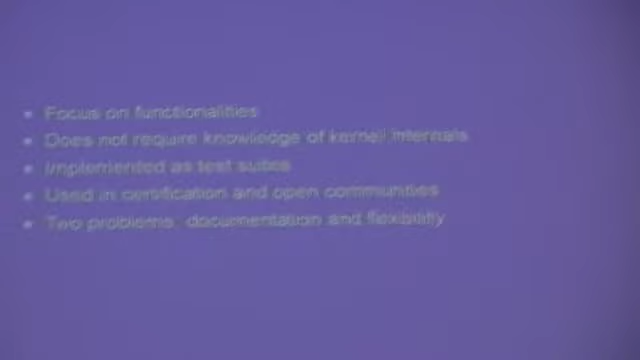 Focus on functionalities
Does not require knowledge of kernel internals
Implemented as test suites
Used in certification and open communities
Two problems: documentation and flexibility